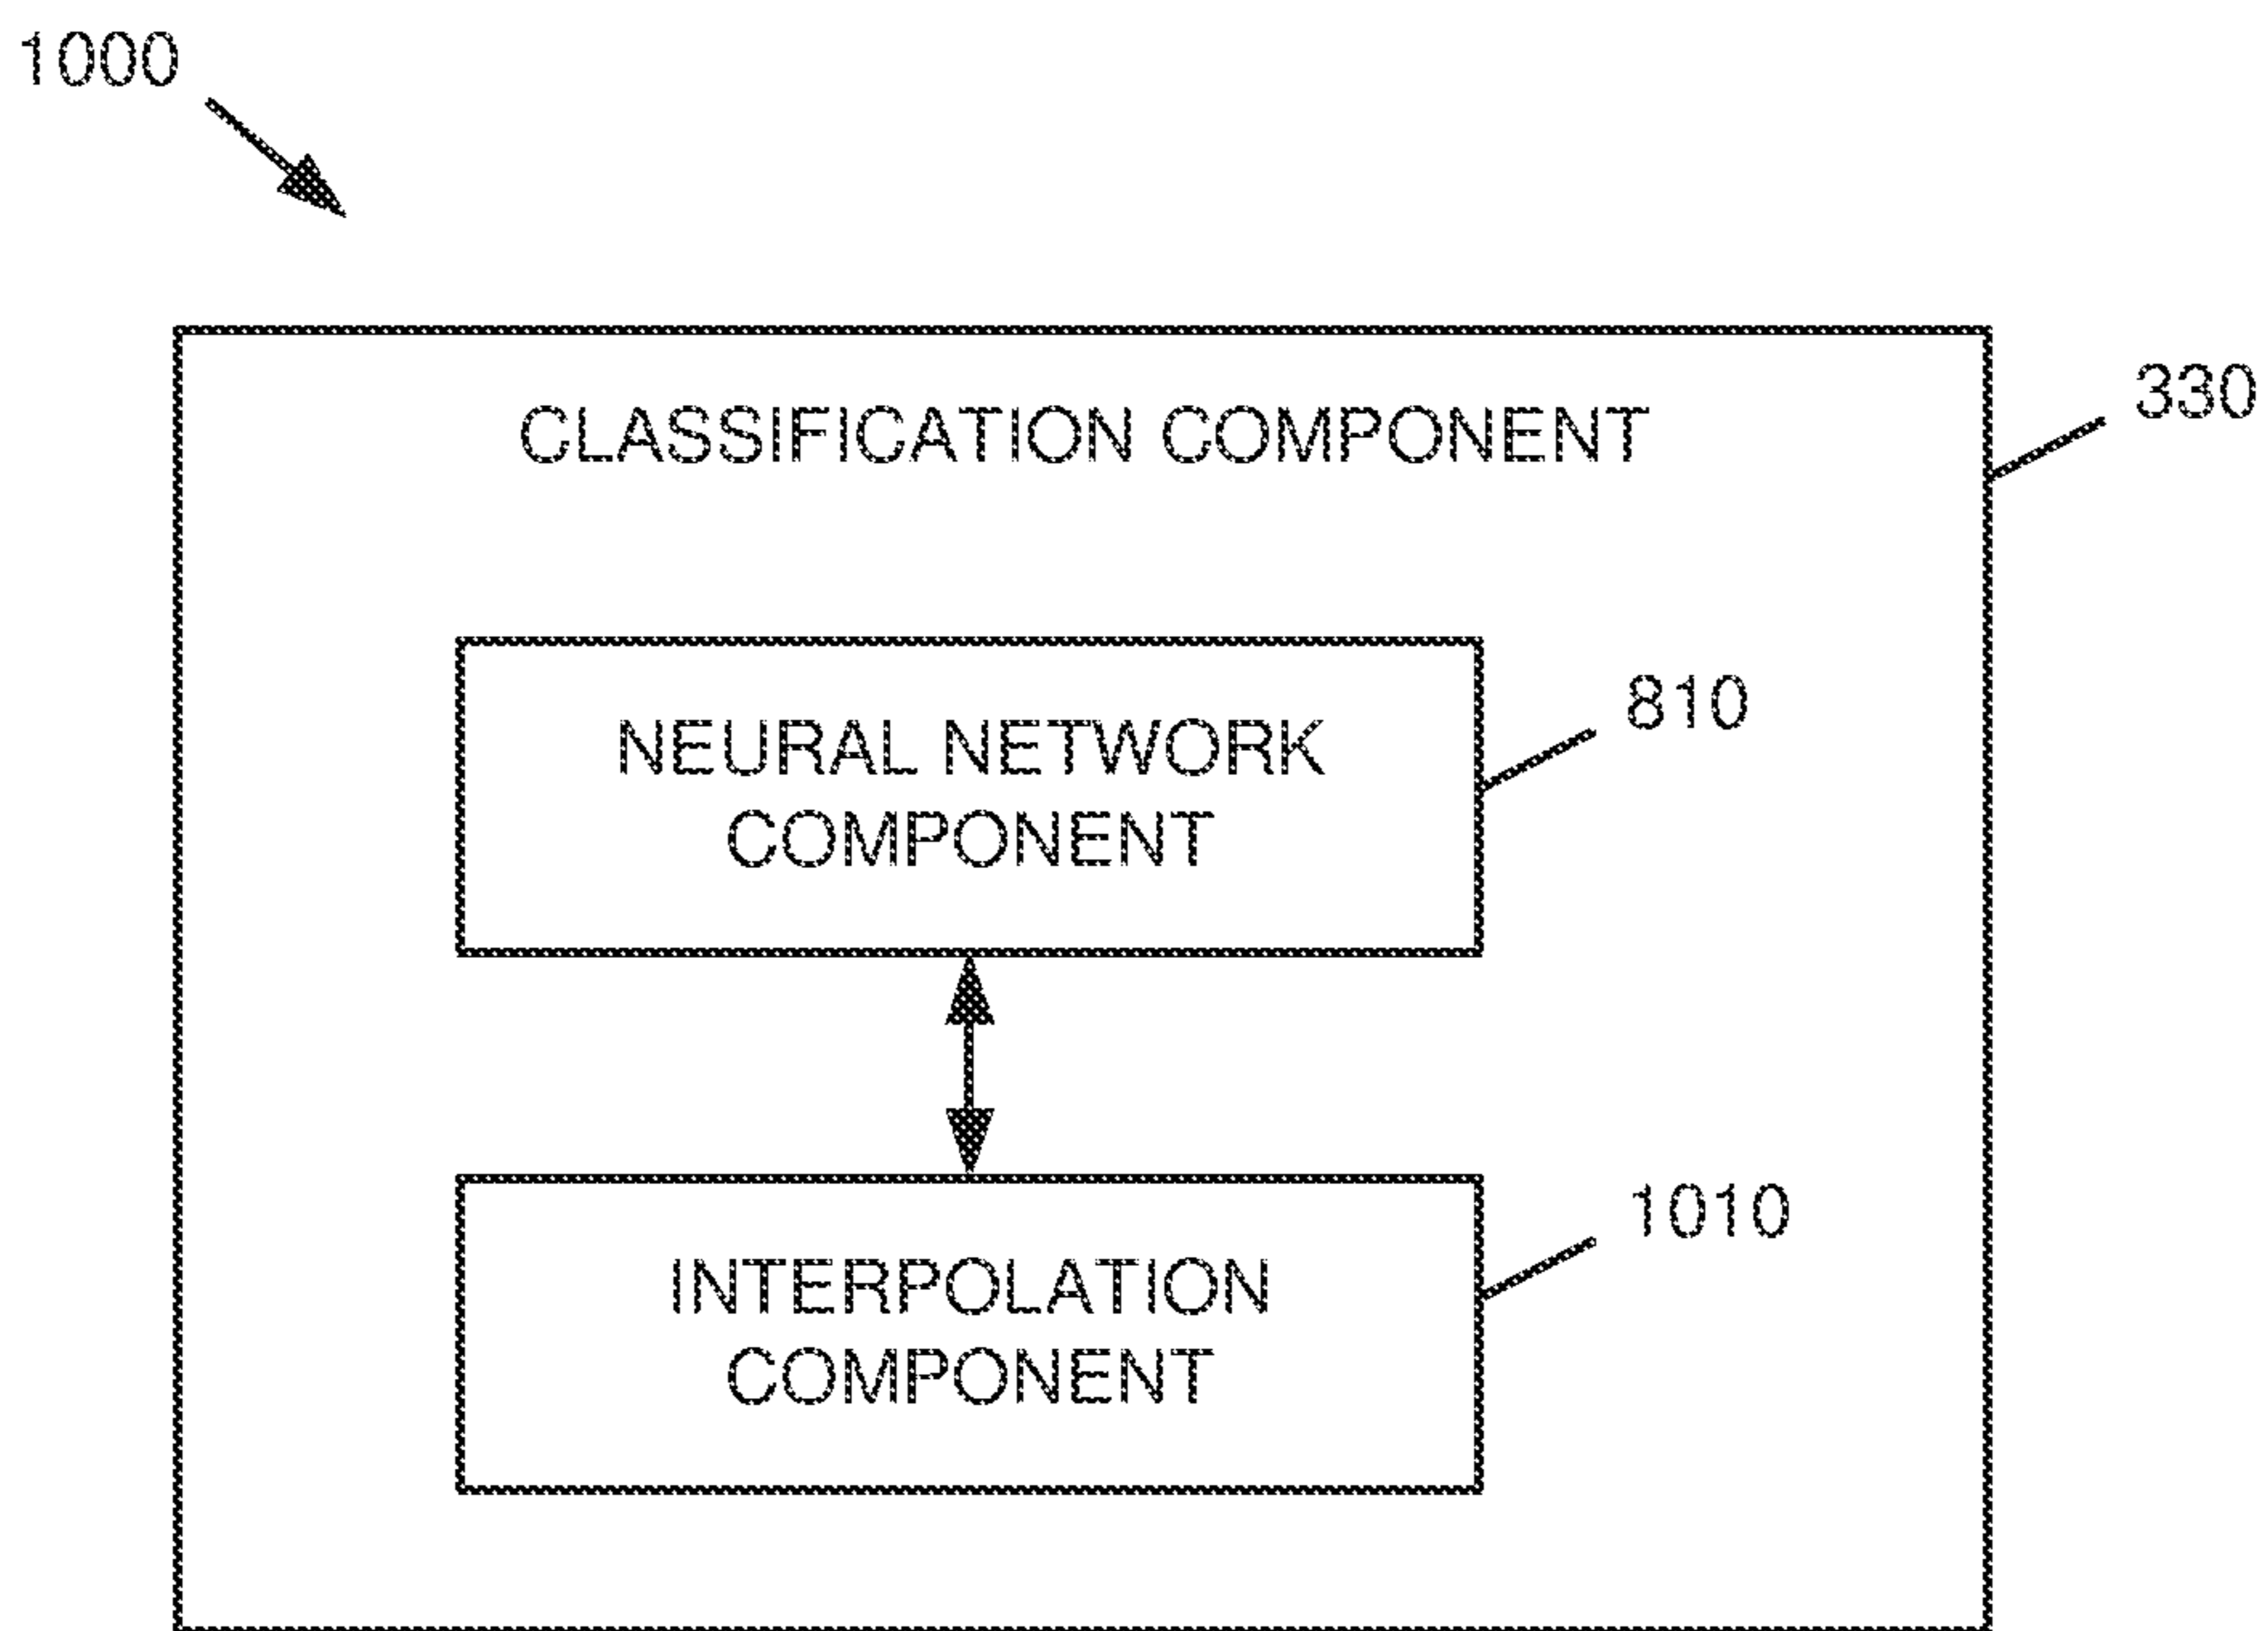 1000
CLASSIFICATION COMPONENT
330
NEURAL NETWORK
COMPONENT
810
INTERPOLATION
COMPONENT
1010